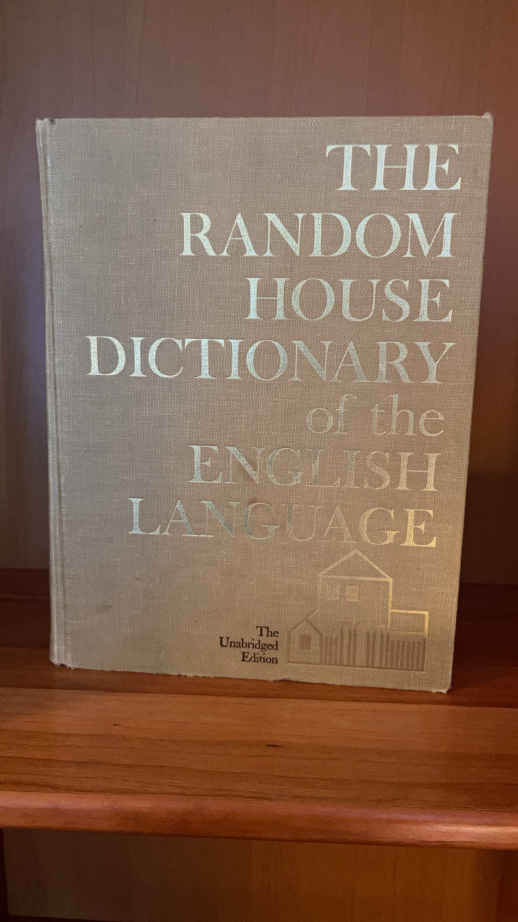 THE
RANDOM
HOUSE
DICTIONARY
of the
ENGLISH
LANGUAGE
The
Unabridged
Edition